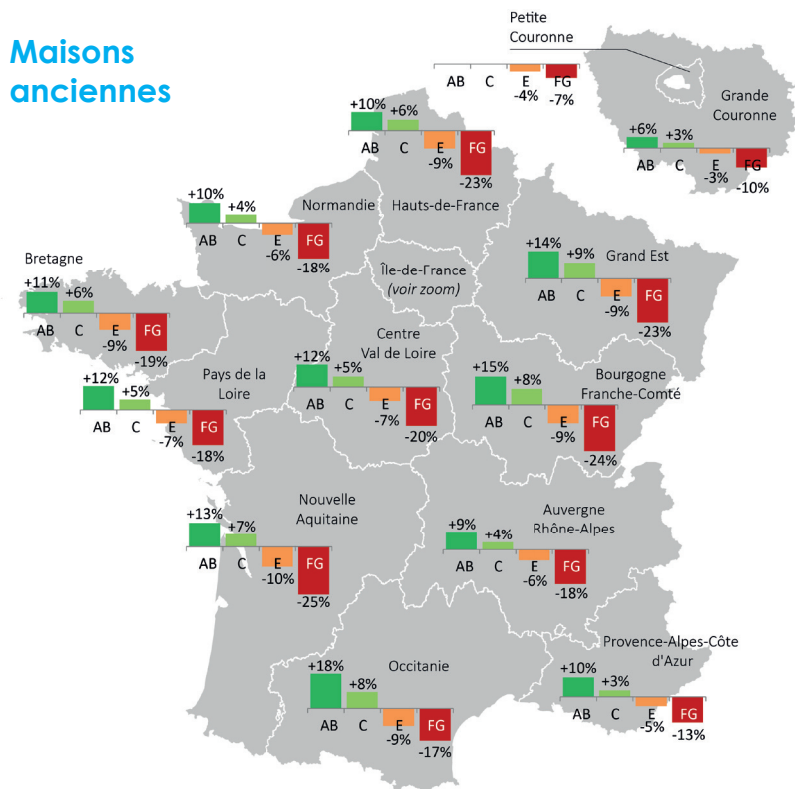 Maisons
anciennes
Petite
Couronne
AB C E FG
-4% -7%
Grande
Couronne
+6% +3%
AB C E FG
-3% -10%
+10% +6%
AB C E FG
-9% -23%
Hauts-de-France
+10% +4%
AB C E FG
-6% -18%
Normandie
Île-de-France
(voir zoom)
+14% +9%
AB C E FG
-9% -23%
Grand Est
Bretagne
+11% +6%
AB C E FG
-9% -19%
Pays de la
Loire
+12% +5%
AB C E FG
-7% -18%
Centre
Val de Loire
+12% +5%
AB C E FG
-7% -20%
Bourgogne
Franche-Comté
+15% +8%
AB C E FG
-9% -24%
Nouvelle
Aquitaine
+13% +7%
AB C E FG
-10% -25%
Auvergne
Rhône-Alpes
+9% +4%
AB C E FG
-6% -18%
Occitanie
+18% +8%
AB C E FG
-9% -17%
Provence-Alpes-Côte
d'Azur
+10% +3%
AB C E FG
-5% -13%